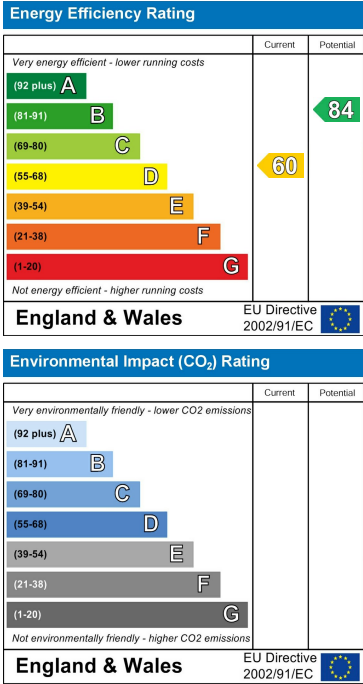 Energy Efficiency Rating
Current Potential
Very energy efficient - lower running costs
(92 plus) A
(81-91) B
(69-80) C
(55-68) D
(39-54) E
(21-38) F
(1-20) G
60
84
Not energy efficient - higher running costs
England & Wales
EU Directive
2002/91/EC
Environmental Impact (CO₂) Rating
Current Potential
Very environmentally friendly - lower CO2 emissions
(92 plus) A
(81-91) B
(69-80) C
(55-68) D
(39-54) E
(21-38) F
(1-20) G
Not environmentally friendly - higher CO2 emissions
England & Wales
EU Directive
2002/91/EC